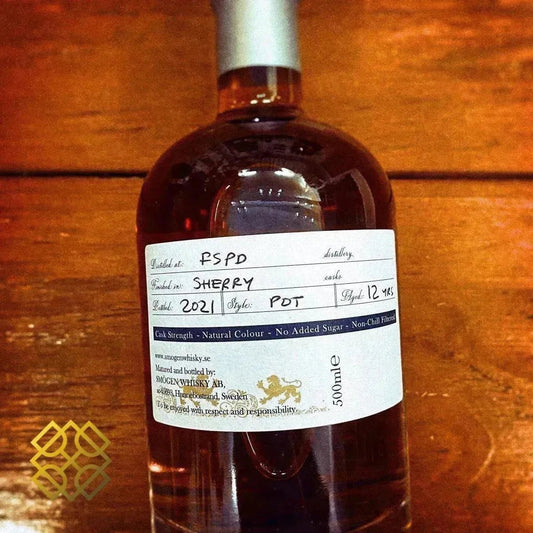 Distilled at: FSPD distillery,
Finished in: SHERRY casks
Bottled: 2021 Style: POT Aged: 12 YRS
Cask Strength - Natural Colour - No Added Sugar - Non-Chill Filtered
www.smogenwhisky.se
Matured and bottled by:
SMÖGEN WHISKY AB,
Hunnebostrand, Sweden
To be enjoyed with respect and responsibility.
500ml e